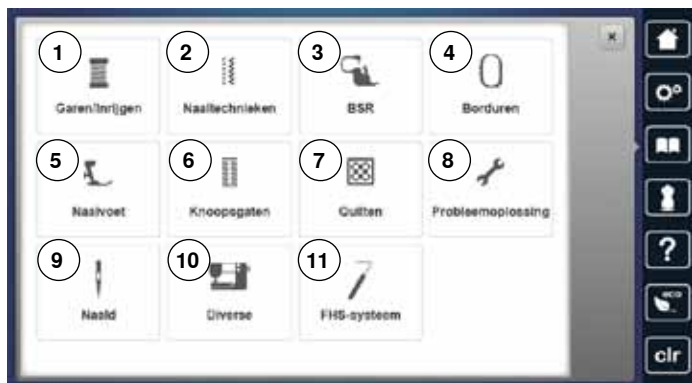 1
2
3
4
Garen/Inrijgen
Naaitechnieken
BSR
Borduren
5
6
7
8
Naaivoet
Knoopsgaten
Quilten
Probleemoplossing
9
10
11
Naald
Diverse
FHS-systeem
?
eco
clr